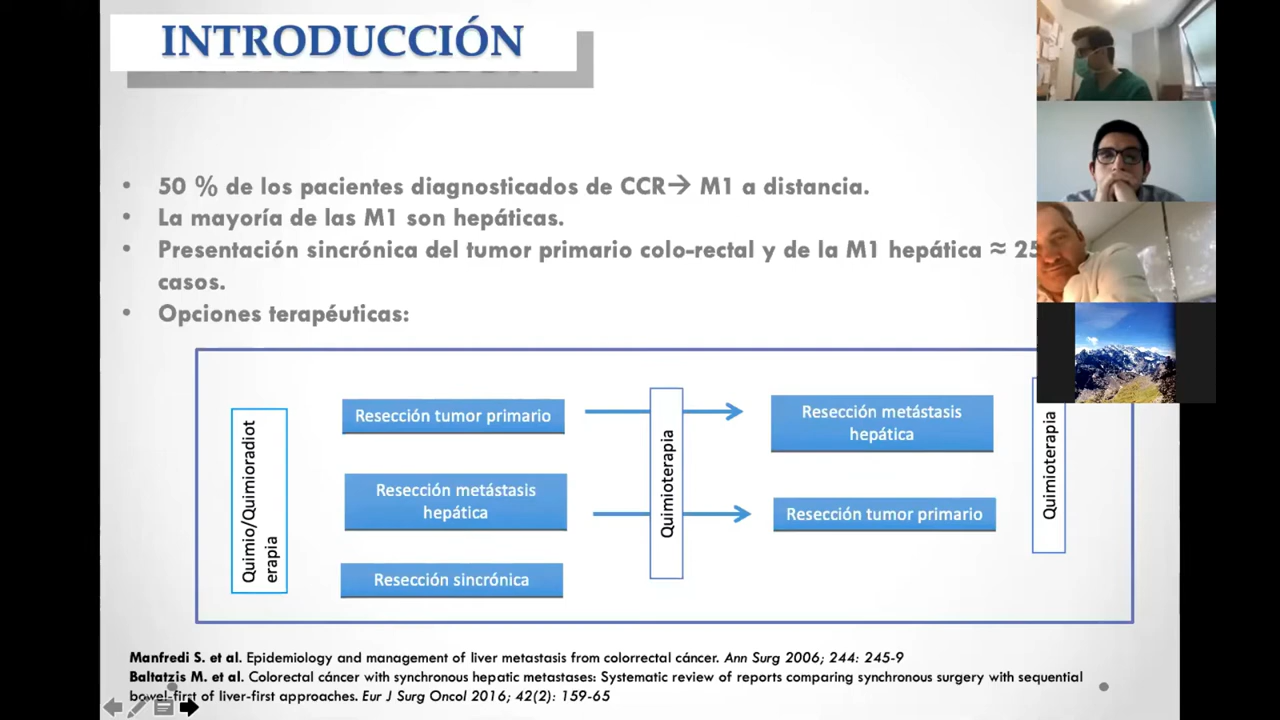 INTRODUCCIÓN
• 50 % de los pacientes diagnosticados de CCR→ M1 a distancia.
• La mayoría de las M1 son hepáticas.
• Presentación sincrónica del tumor primario colo-rectal y de la M1 hepática ≈ 25
casos.
• Opciones terapéuticas:
Quimio/Quimioradiot
erapia
Resección tumor primario
Resección metástasis
hepática
Resección sincrónica
Quimioterapia
Resección metástasis
hepática
Resección tumor primario
Quimioterapia
Manfredi S. et al. Epidemiology and management of liver metastasis from colorrectal cáncer. Ann Surg 2006; 244: 245-9
Baltatzis M. et al. Colorectal cáncer with synchronous hepatic metastases: Systematic review of reports comparing synchronous surgery with sequential
bowel-first of liver-first approaches. Eur J Surg Oncol 2016; 42(2): 159-65